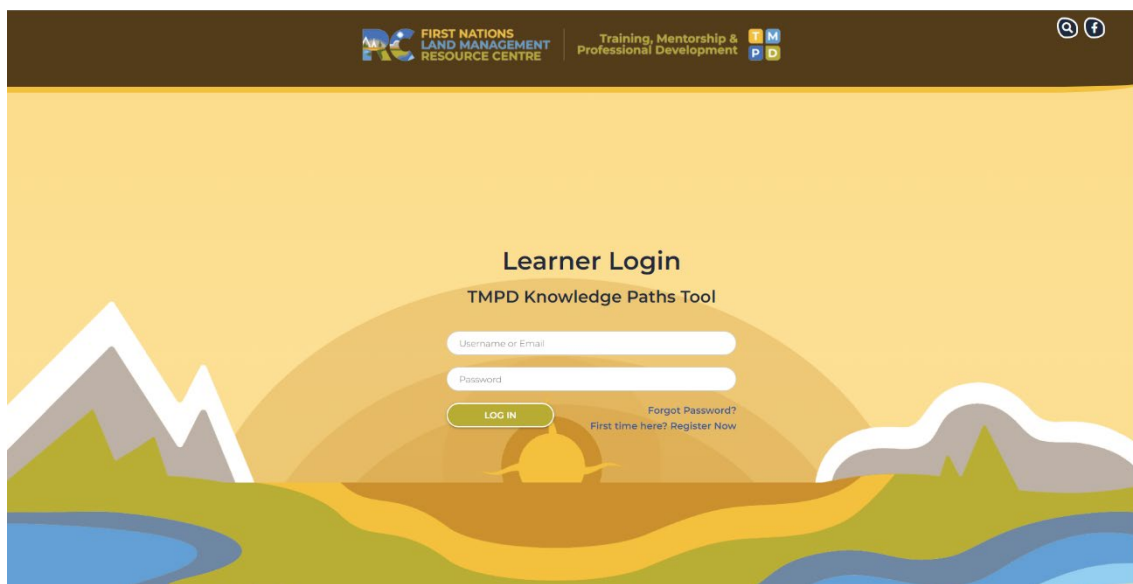 RC FIRST NATIONS
LAND MANAGEMENT
RESOURCE CENTRE
Training, Mentorship &
Professional Development
T M
P D
Learner Login
TMPD Knowledge Paths Tool
Username or Email
Password
LOG IN
Forgot Password?
First time here? Register Now